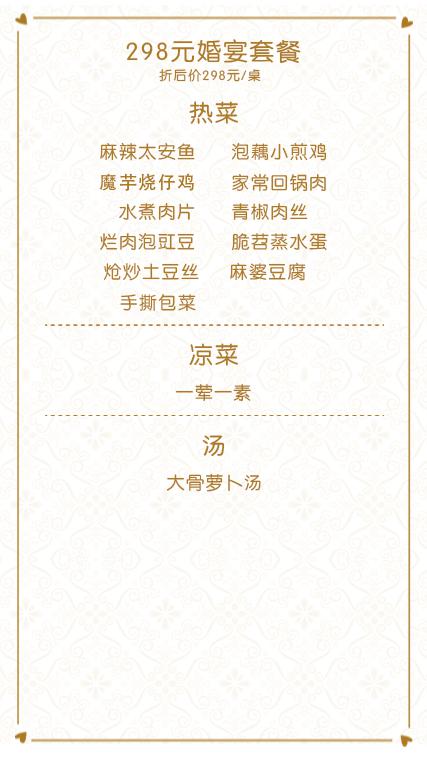 298元婚宴套餐
折后价298元/桌
热菜
麻辣太安鱼 泡藕小煎鸡
魔芋烧仔鸡 家常回锅肉
水煮肉片 青椒肉丝
烂肉泡豇豆 脆苕蒸水蛋
炝炒土豆丝 麻婆豆腐
手撕包菜
凉菜
一荤一素
汤
大骨萝卜汤